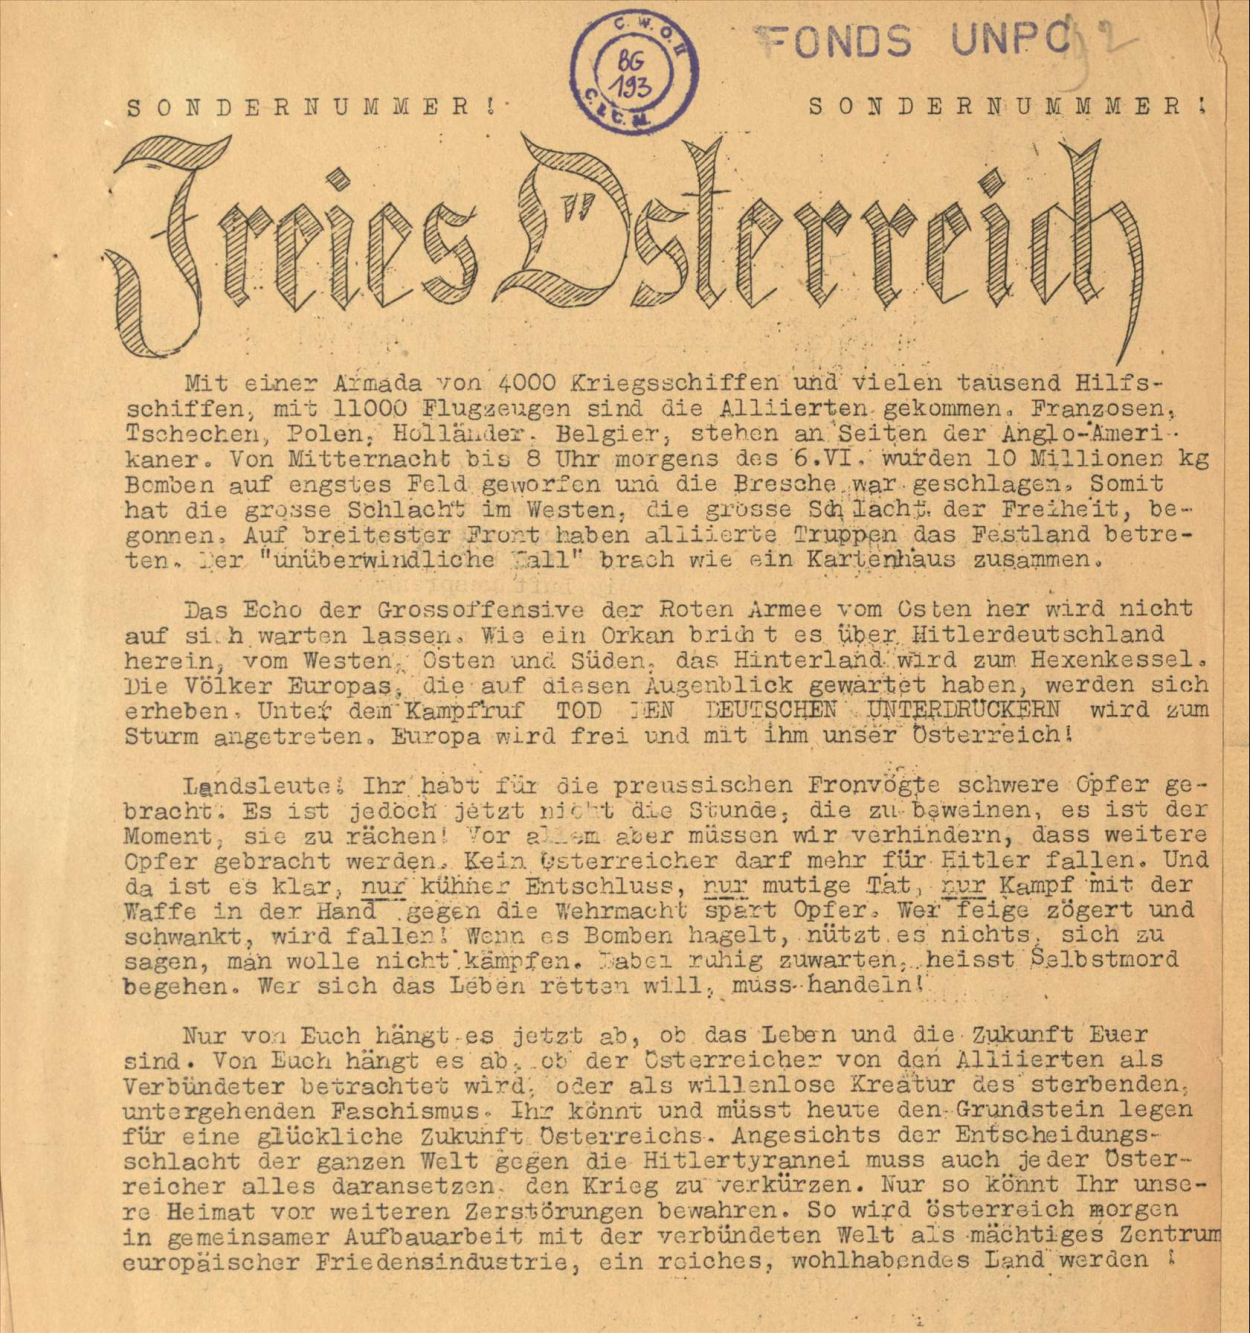 C.W.O.II
BG
193
C.&C.M.
FONDS UNPC
SONDERNUMMER!
SONDERNUMMMER!
Freies Österreich
Mit einer Armada von 4000 Kriegsschiffen und vielen tausend Hilfs-
schiffen, mit 11000 Flugzeugen sind die Alliierten gekommen. Franzosen,
Tschechen, Polen, Holländer. Belgier, stehen an Seiten der Anglo-Ameri-
kaner. Von Mitternacht bis 8 Uhr morgens des 6.VI. wurden 10 Millionen kg
Bomben auf engstes Feld geworfen und die Bresche war geschlagen. Somit
hat die grosse Schlacht im Westen, die grosse Schlacht der Freiheit, be-
gonnen. Auf breitester Front haben alliierte Truppen das Festland betre-
ten. Der "unüberwindliche Wall" brach wie ein Kartenhaus zusammen.
Das Echo der Grossoffensive der Roten Armee vom Osten her wird nicht
auf sich warten lassen. Wie ein Orkan bricht es über Hitlerdeutschland
herein, vom Westen, Osten und Süden, das Hinterland wird zum Hexenkessel.
Die Völker Europas, die auf diesen Augenblick gewartet haben, werden sich
erheben. Unter dem Kampfruf TOD DEN DEUTSCHEN UNTERDRÜCKERN wird zum
Sturm angetreten. Europa wird frei und mit ihm unser Österreich!
Landsleute! Ihr habt für die preussischen Fronvögte schwere Opfer ge-
bracht. Es ist jedoch jetzt nicht die Stunde, die zu beweinen, es ist der
Moment, sie zu rächen! Vor allem aber müssen wir verhindern, dass weitere
Opfer gebracht werden. Kein Österreicher darf mehr für Hitler fallen. Und
da ist es klar, nur kühner Entschluss, nur mutige Tat, nur Kampf mit der
Waffe in der Hand gegen die Wehrmacht spart Opfer. Wer feige zögert und
schwankt, wird fallen! Wenn es Bomben hagelt, nützt es nichts, sich zu
sagen, man wolle nicht kämpfen. Dabei ruhig zuwarten, heisst Selbstmord
begehen. Wer sich das Leben retten will, muss handeln!
Nur von Euch hängt es jetzt ab, ob das Leben und die Zukunft Euer
sind. Von Euch hängt es ab, ob der Österreicher von den Alliierten als
Verbündeter betrachtet wird, oder als willenlose Kreatur des sterbenden,
untergehenden Faschismus. Ihr könnt und müsst heute den Grundstein legen
für eine glückliche Zukunft Österreichs. Angesichts der Entscheidungs-
schlacht der ganzen Welt gegen die Hitlertyrannei muss auch jeder Öster-
reicher alles daransetzen, den Krieg zu verkürzen. Nur so könnt Ihr unse-
re Heimat vor weiteren Zerstörungen bewahren. So wird österreich morgen
in gemeinsamer Aufbauarbeit mit der verbündeten Welt als mächtiges Zentrum
europäischer Friedensindustrie, ein reiches, wohlhabendes Land werden !